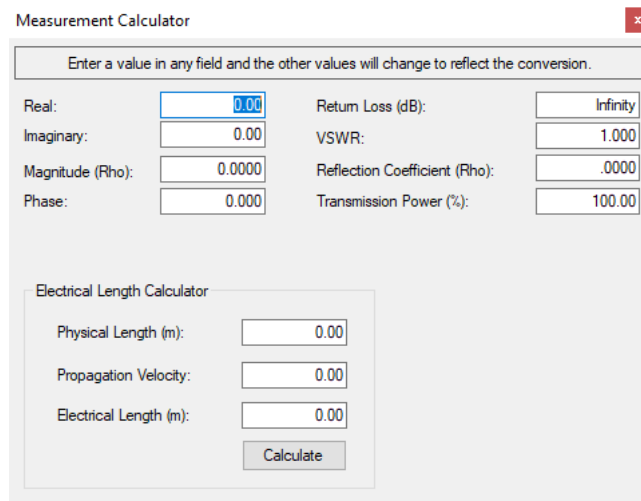 Measurement Calculator
x
Enter a value in any field and the other values will change to reflect the conversion.
Real: 0.00 Return Loss (dB): Infinity
Imaginary: 0.00 VSWR: 1.000
Magnitude (Rho): 0.0000 Reflection Coefficient (Rho): .0000
Phase: 0.000 Transmission Power (%): 100.00
Electrical Length Calculator
Physical Length (m): 0.00
Propagation Velocity: 0.00
Electrical Length (m): 0.00
Calculate